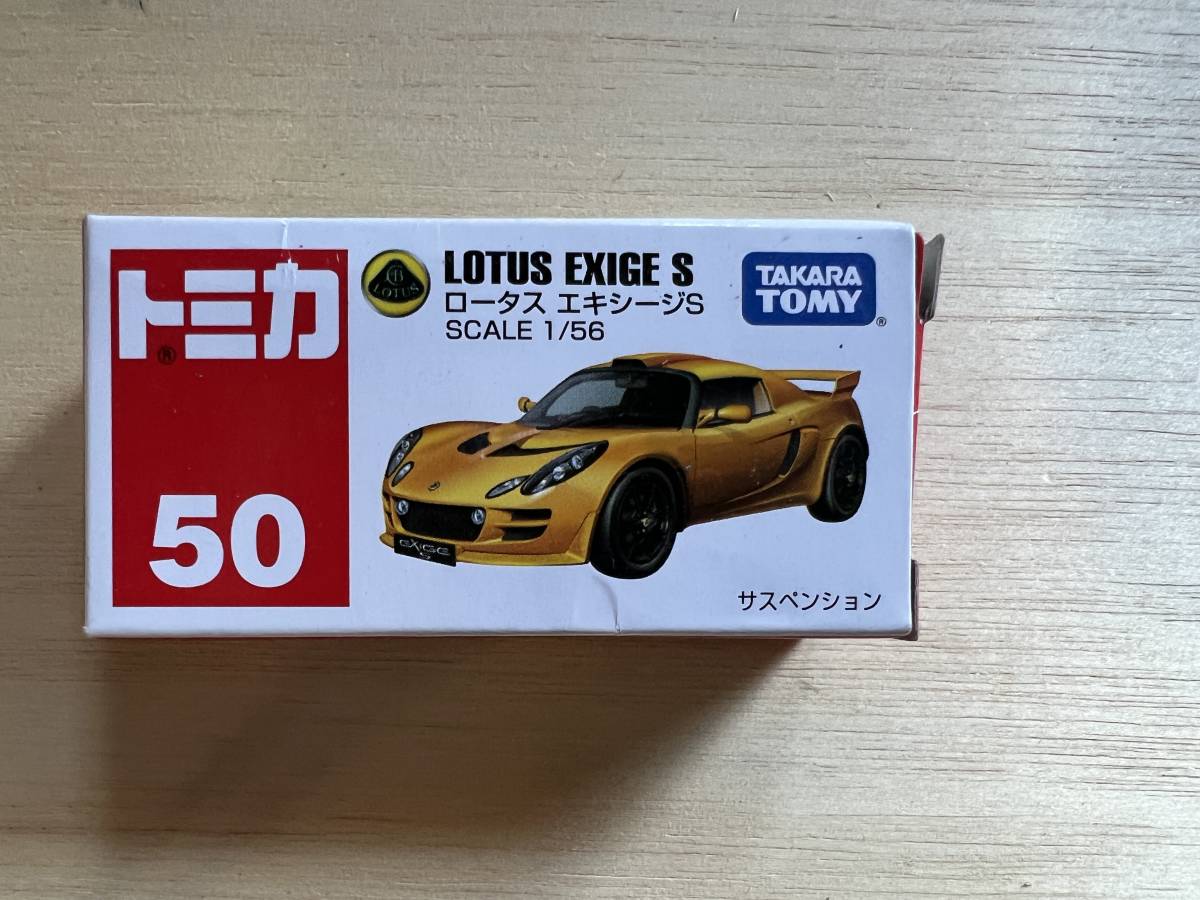 トミカ®
50
LOTUS
LOTUS EXIGE S
ロータス エキシージS
SCALE 1/56
TAKARA
TOMY®
EXIGE
S
サスペンション